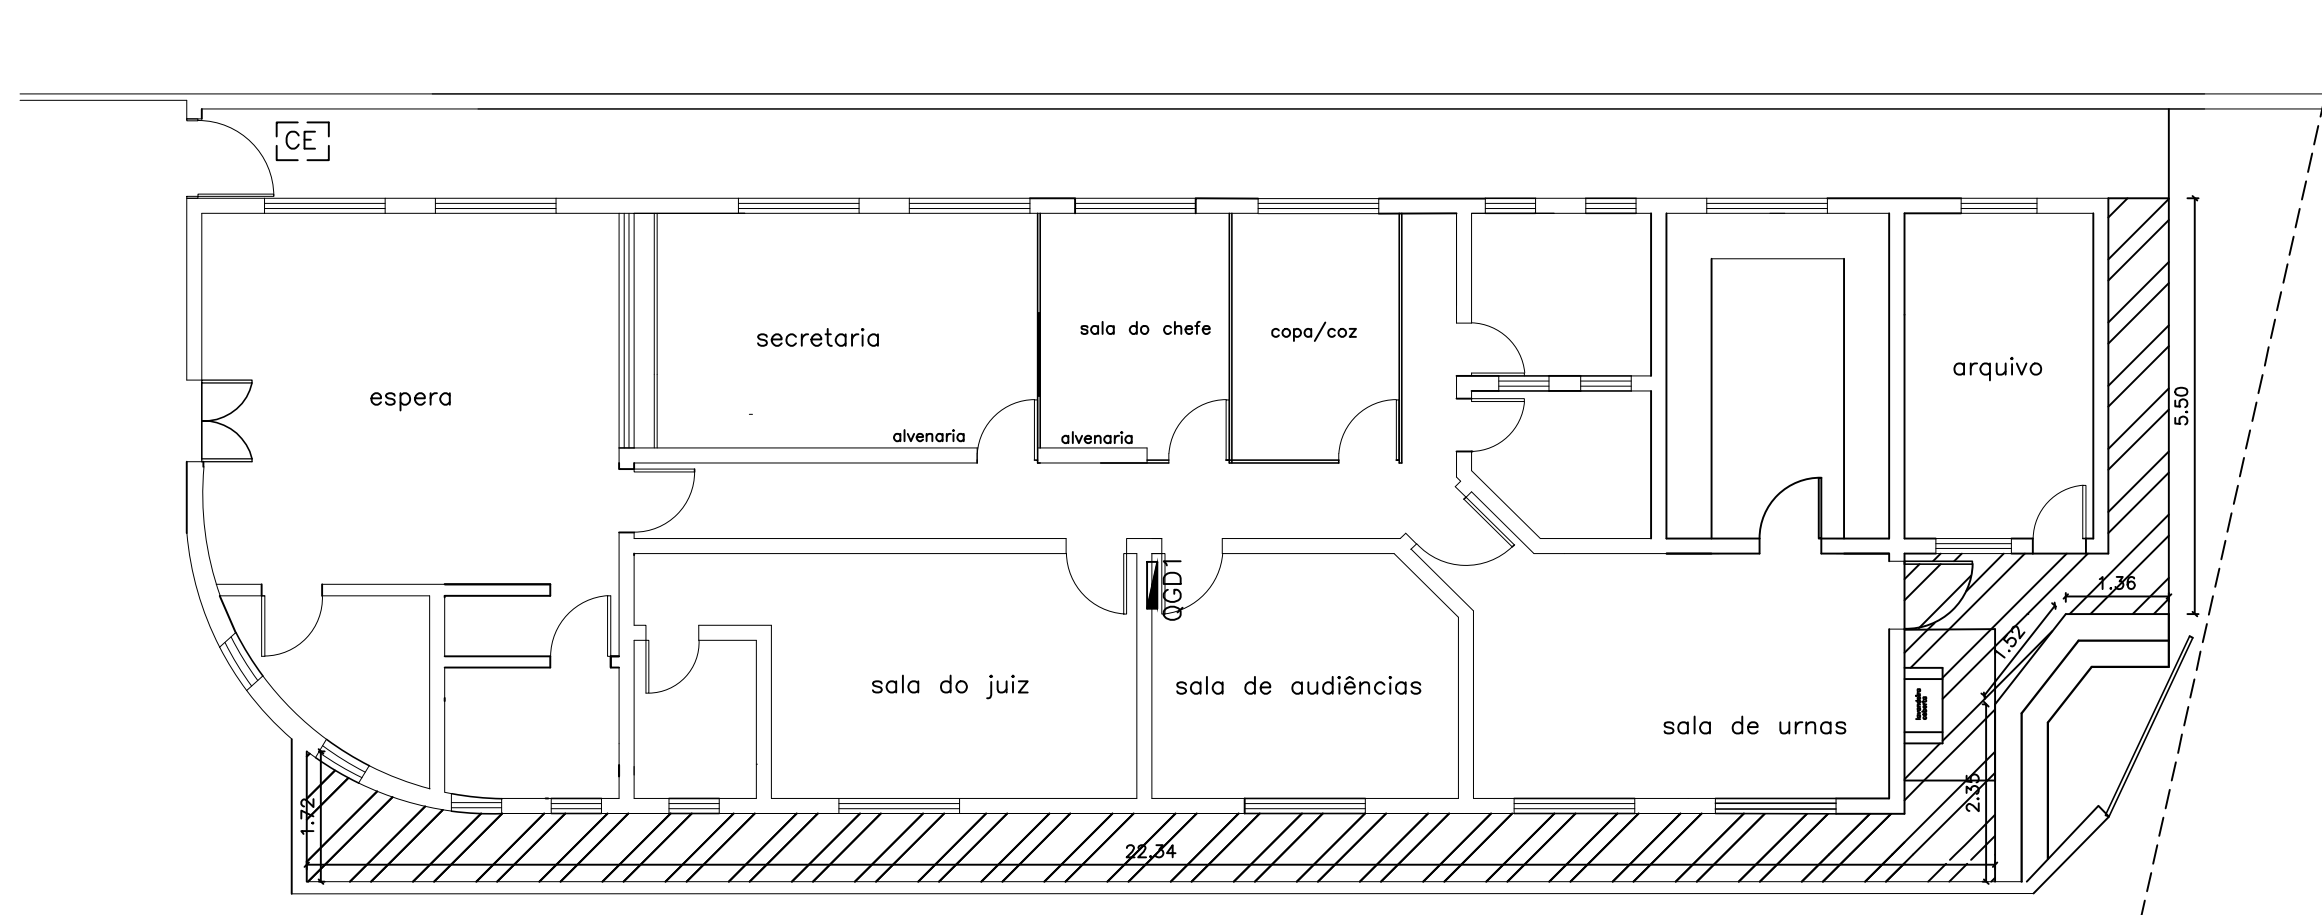 CE
secretaria
sala do chefe
copa/coz
arquivo
espera
5.50
alvenaria
alvenaria
QGD1
1.36
1.52
sala do juiz
sala de audiências
sala de urnas
2.35
1.72
22.34